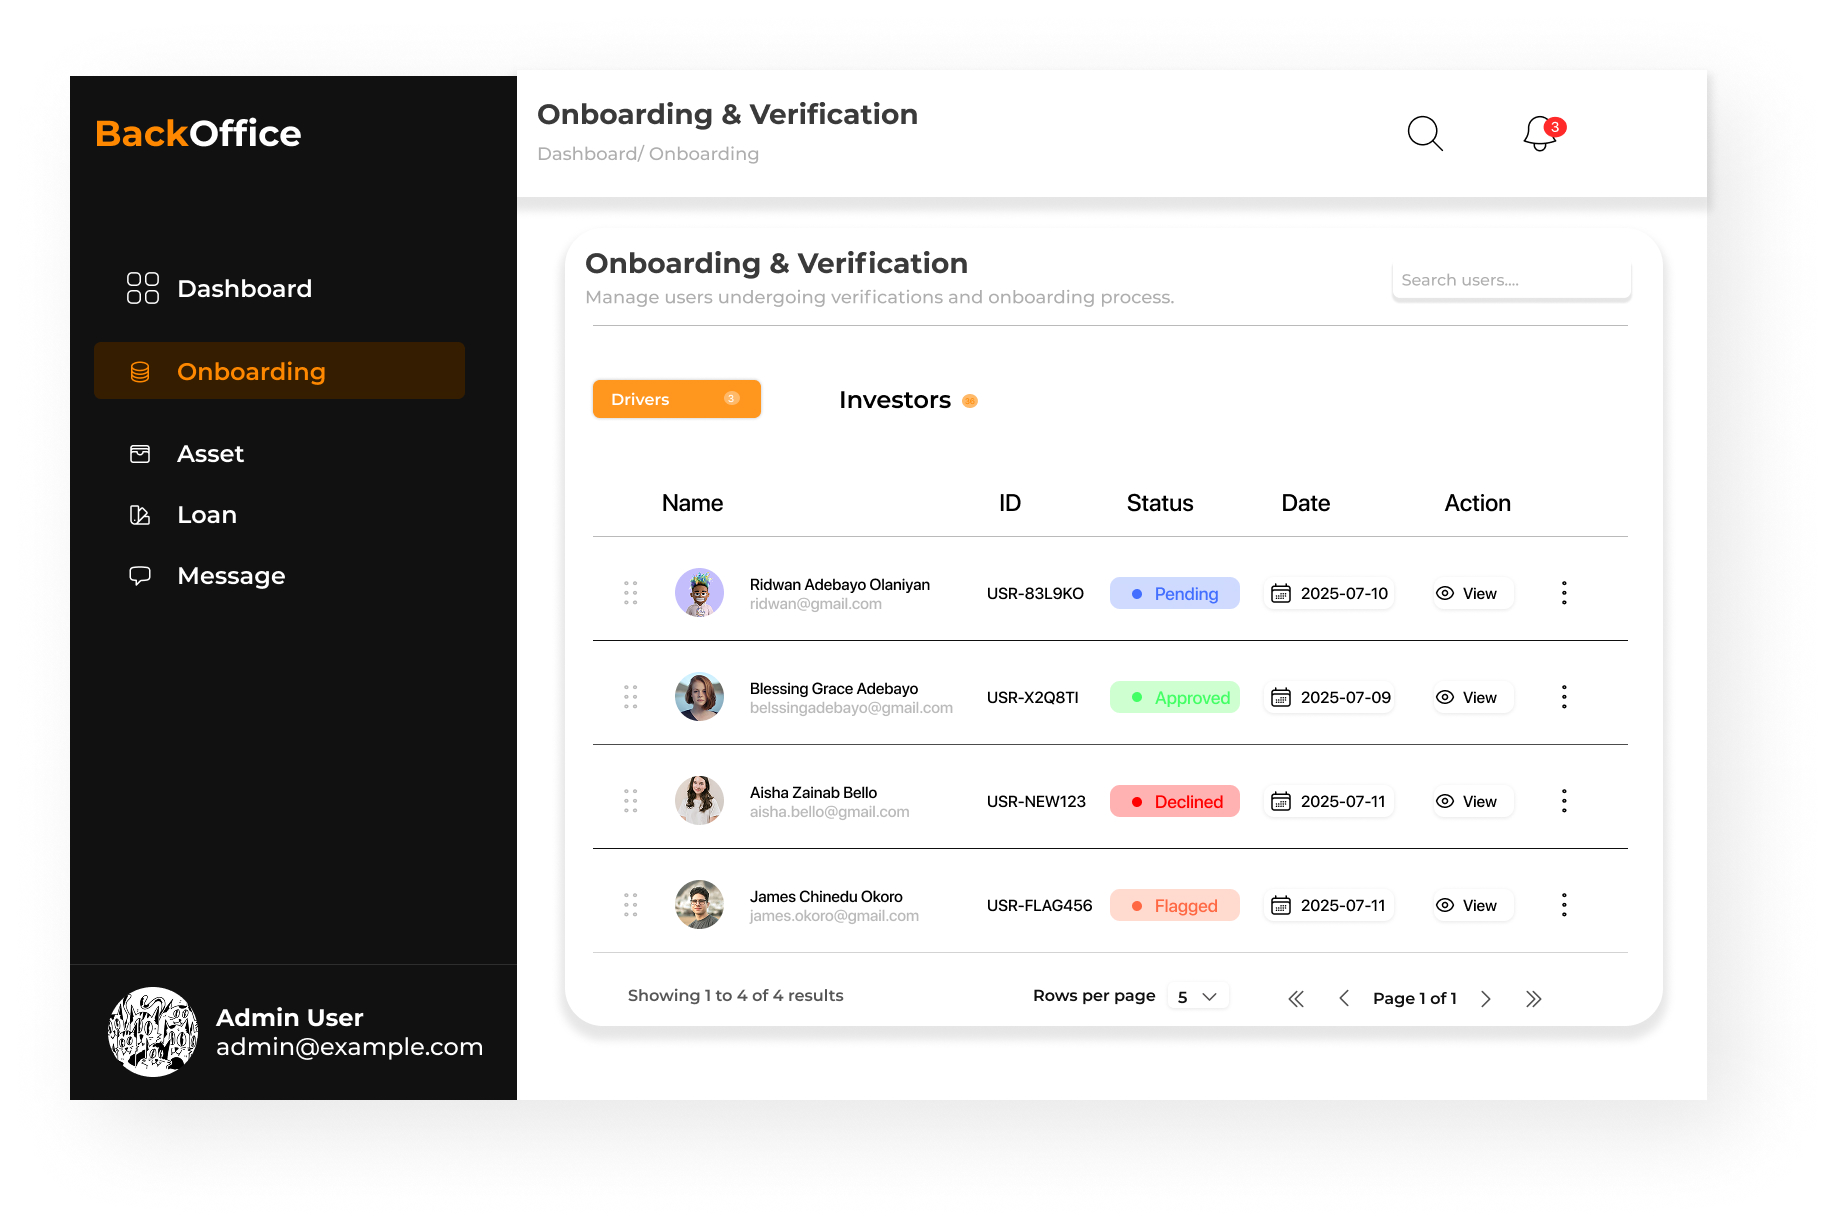 BackOffice
Dashboard
Onboarding
Asset
Loan
Message
Admin User
admin@example.com
Onboarding & Verification
Dashboard/ Onboarding
3
Onboarding & Verification
Manage users undergoing verifications and onboarding process.
Search users....
Drivers 3
Investors
Name ID Status Date Action
Ridwan Adebayo Olaniyan
ridwan@gmail.com
USR-83L9KO Pending 2025-07-10 View
Blessing Grace Adebayo
belssingadebayo@gmail.com
USR-X2Q8TI Approved 2025-07-09 View
Aisha Zainab Bello
aisha.bello@gmail.com
USR-NEW123 Declined 2025-07-11 View
James Chinedu Okoro
james.okoro@gmail.com
USR-FLAG456 Flagged 2025-07-11 View
Showing 1 to 4 of 4 results
Rows per page 5
Page 1 of 1